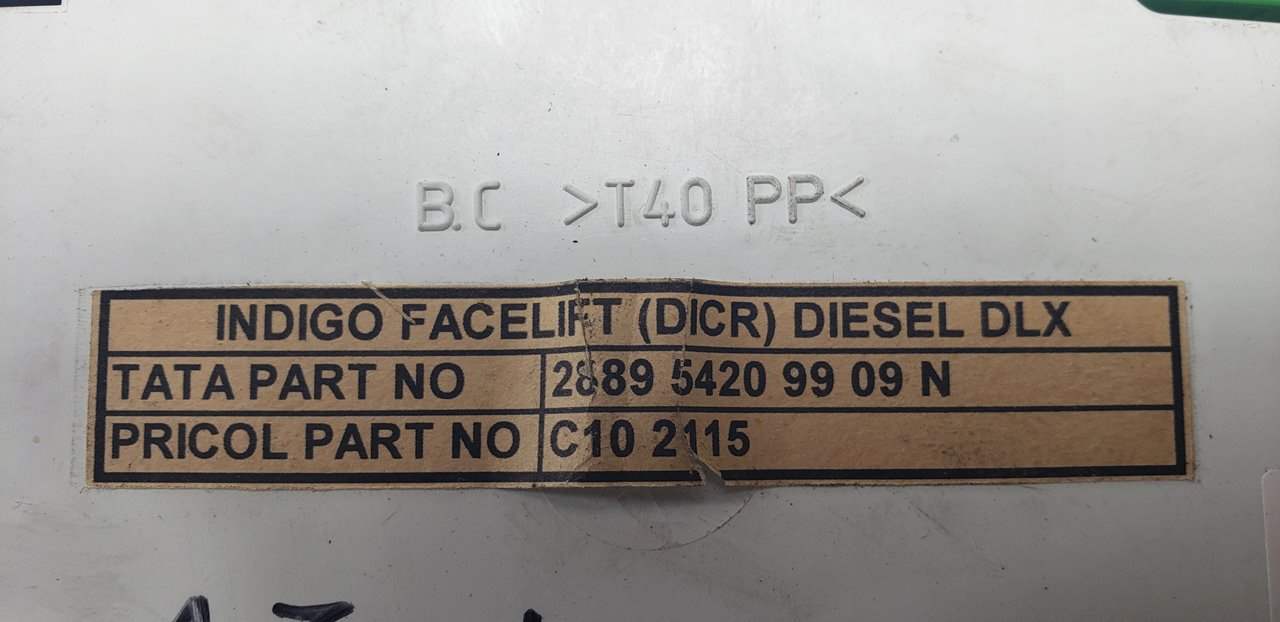 B.C >T40 PP<
INDIGO FACELIFT (DICR) DIESEL DLX
TATA PART NO 2889 5420 99 09 N
PRICOL PART NO C10 2115